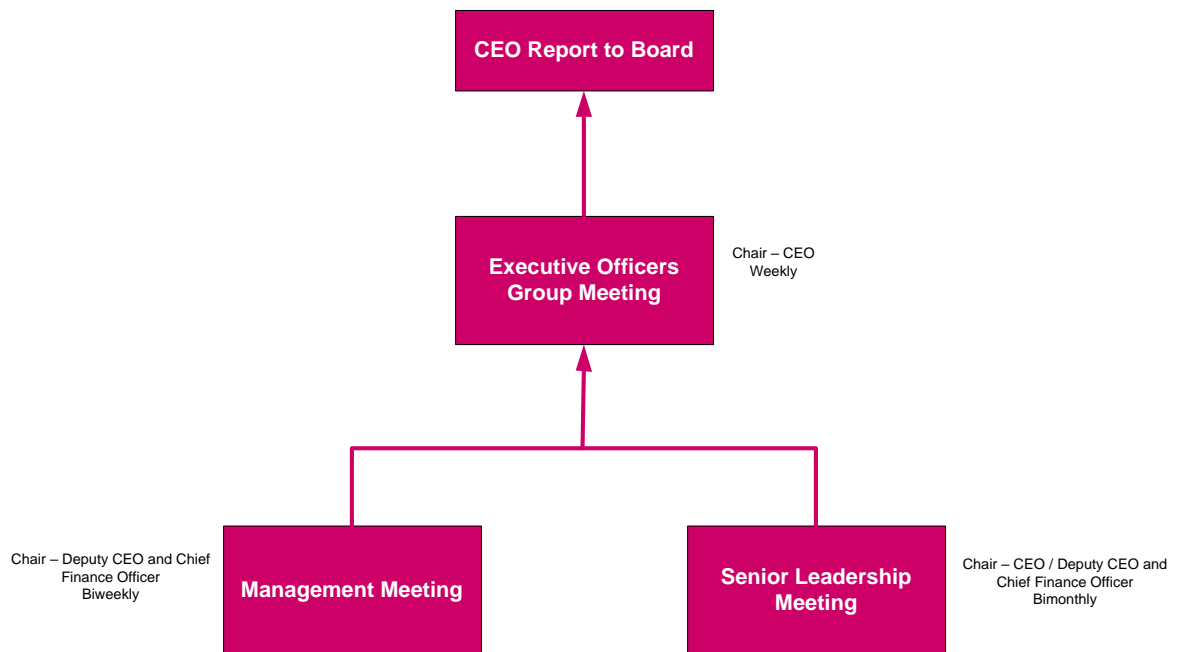 CEO Report to Board
Executive Officers
Group Meeting
Chair – CEO
Weekly
Chair – Deputy CEO and Chief
Finance Officer
Biweekly
Management Meeting
Senior Leadership
Meeting
Chair – CEO / Deputy CEO and
Chief Finance Officer
Bimonthly